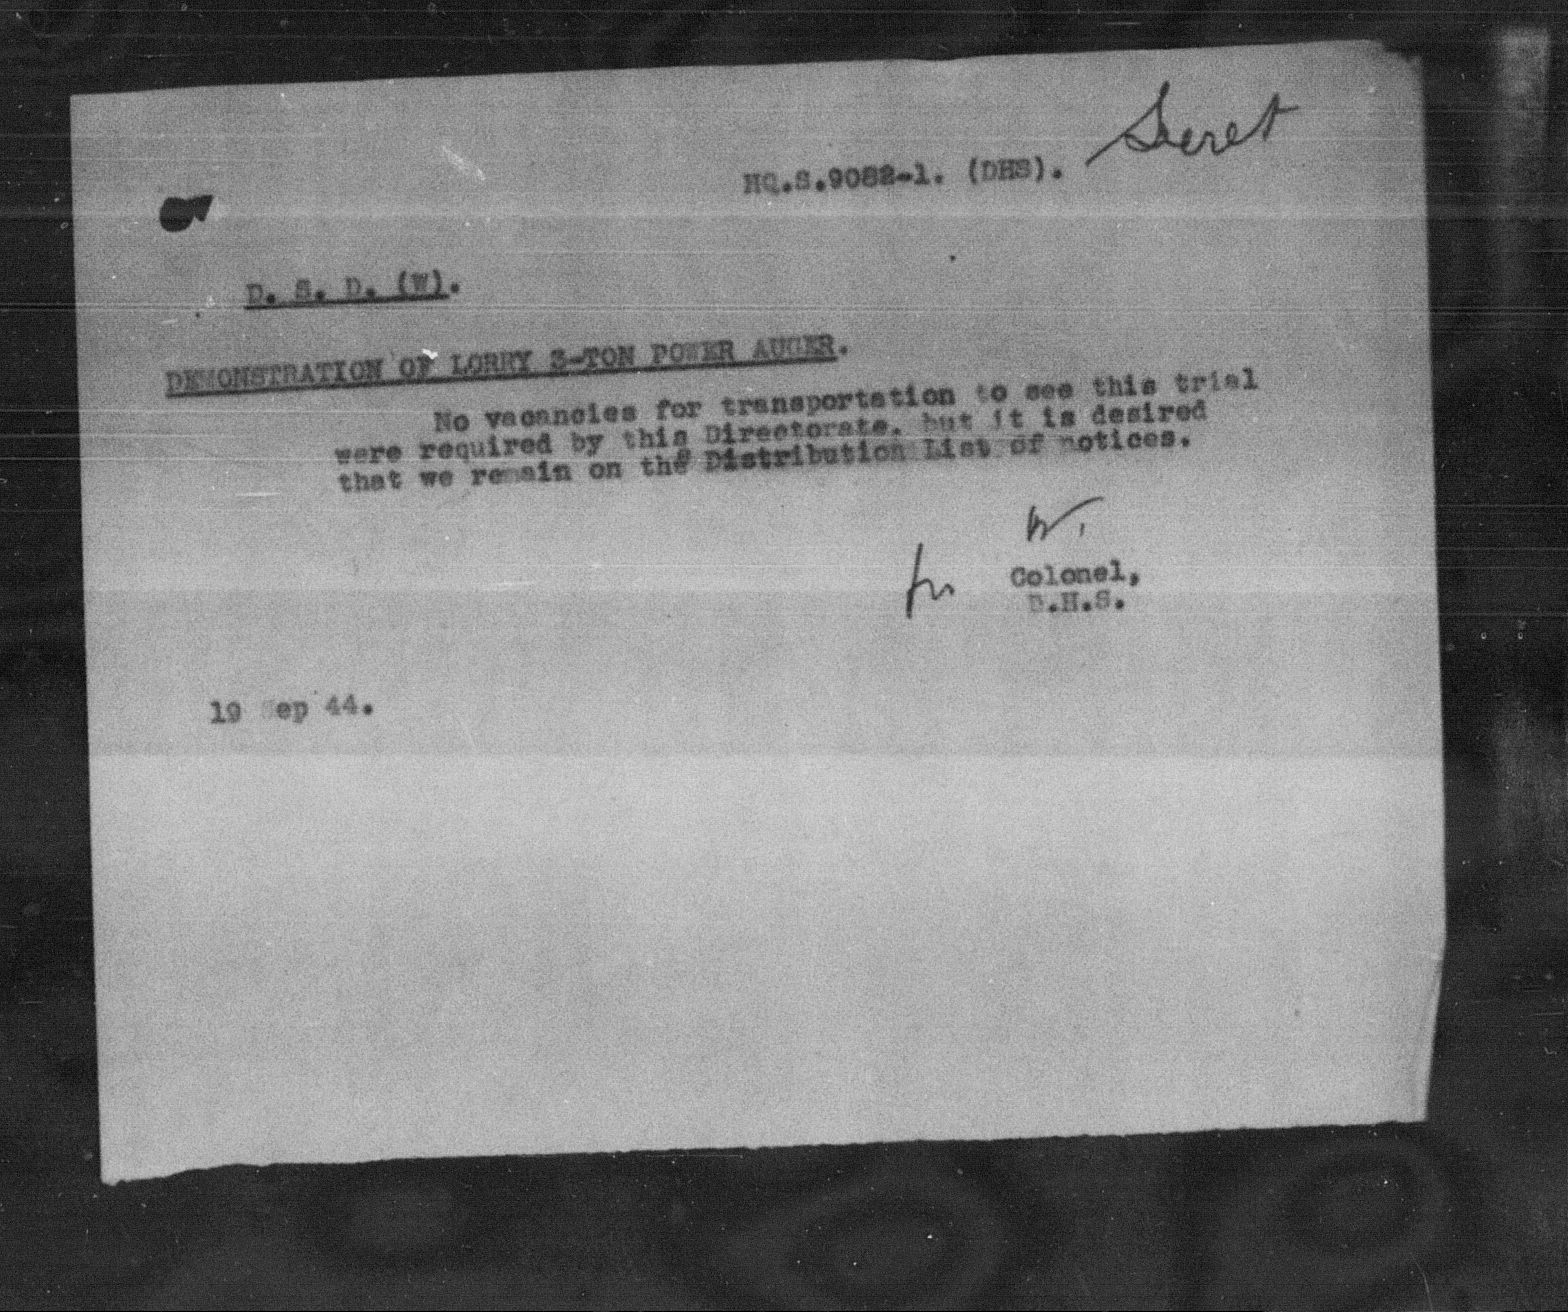 Secret
HQ.S.9082-1. (DHS).
D. S. D. (W).
DEMONSTRATION OF LORRY 3-TON POWER AUGER.
No vacancies for transportation to see this trial
were required by this Directorate, but it is desired
that we remain on the Distribution List of notices.
for Colonel,
D.H.S.
19 Sep 44.